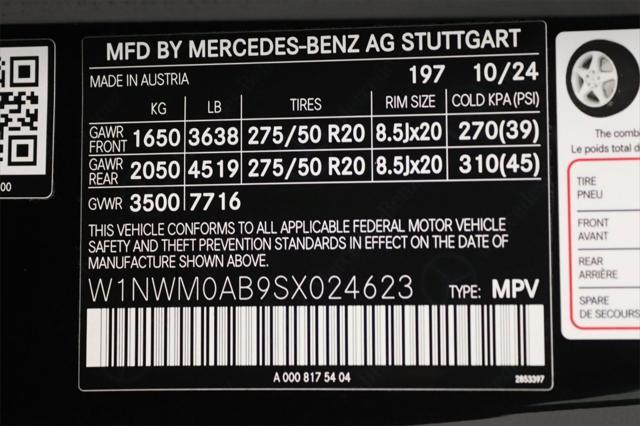 MFD BY MERCEDES-BENZ AG STUTTGART
MADE IN AUSTRIA 197 10/24
KG LB TIRES RIM SIZE COLD KPA(PSI)
GAWR FRONT 1650 3638 275/50 R20 8.5Jx20 270(39)
GAWR REAR 2050 4519 275/50 R20 8.5Jx20 310(45)
GVWR 3500 7716
THIS VEHICLE CONFORMS TO ALL APPLICABLE FEDERAL MOTOR VEHICLE
SAFETY AND THEFT PREVENTION STANDARDS IN EFFECT ON THE DATE OF
MANUFACTURE SHOWN ABOVE.
W1NWM0AB9SX024623 TYPE: MPV
A 000 817 54 04
2853397
00
The comb
Le poids total d
TIRE
PNEU
FRONT
AVANT
REAR
ARRIÈRE
SPARE
DE SECOURS